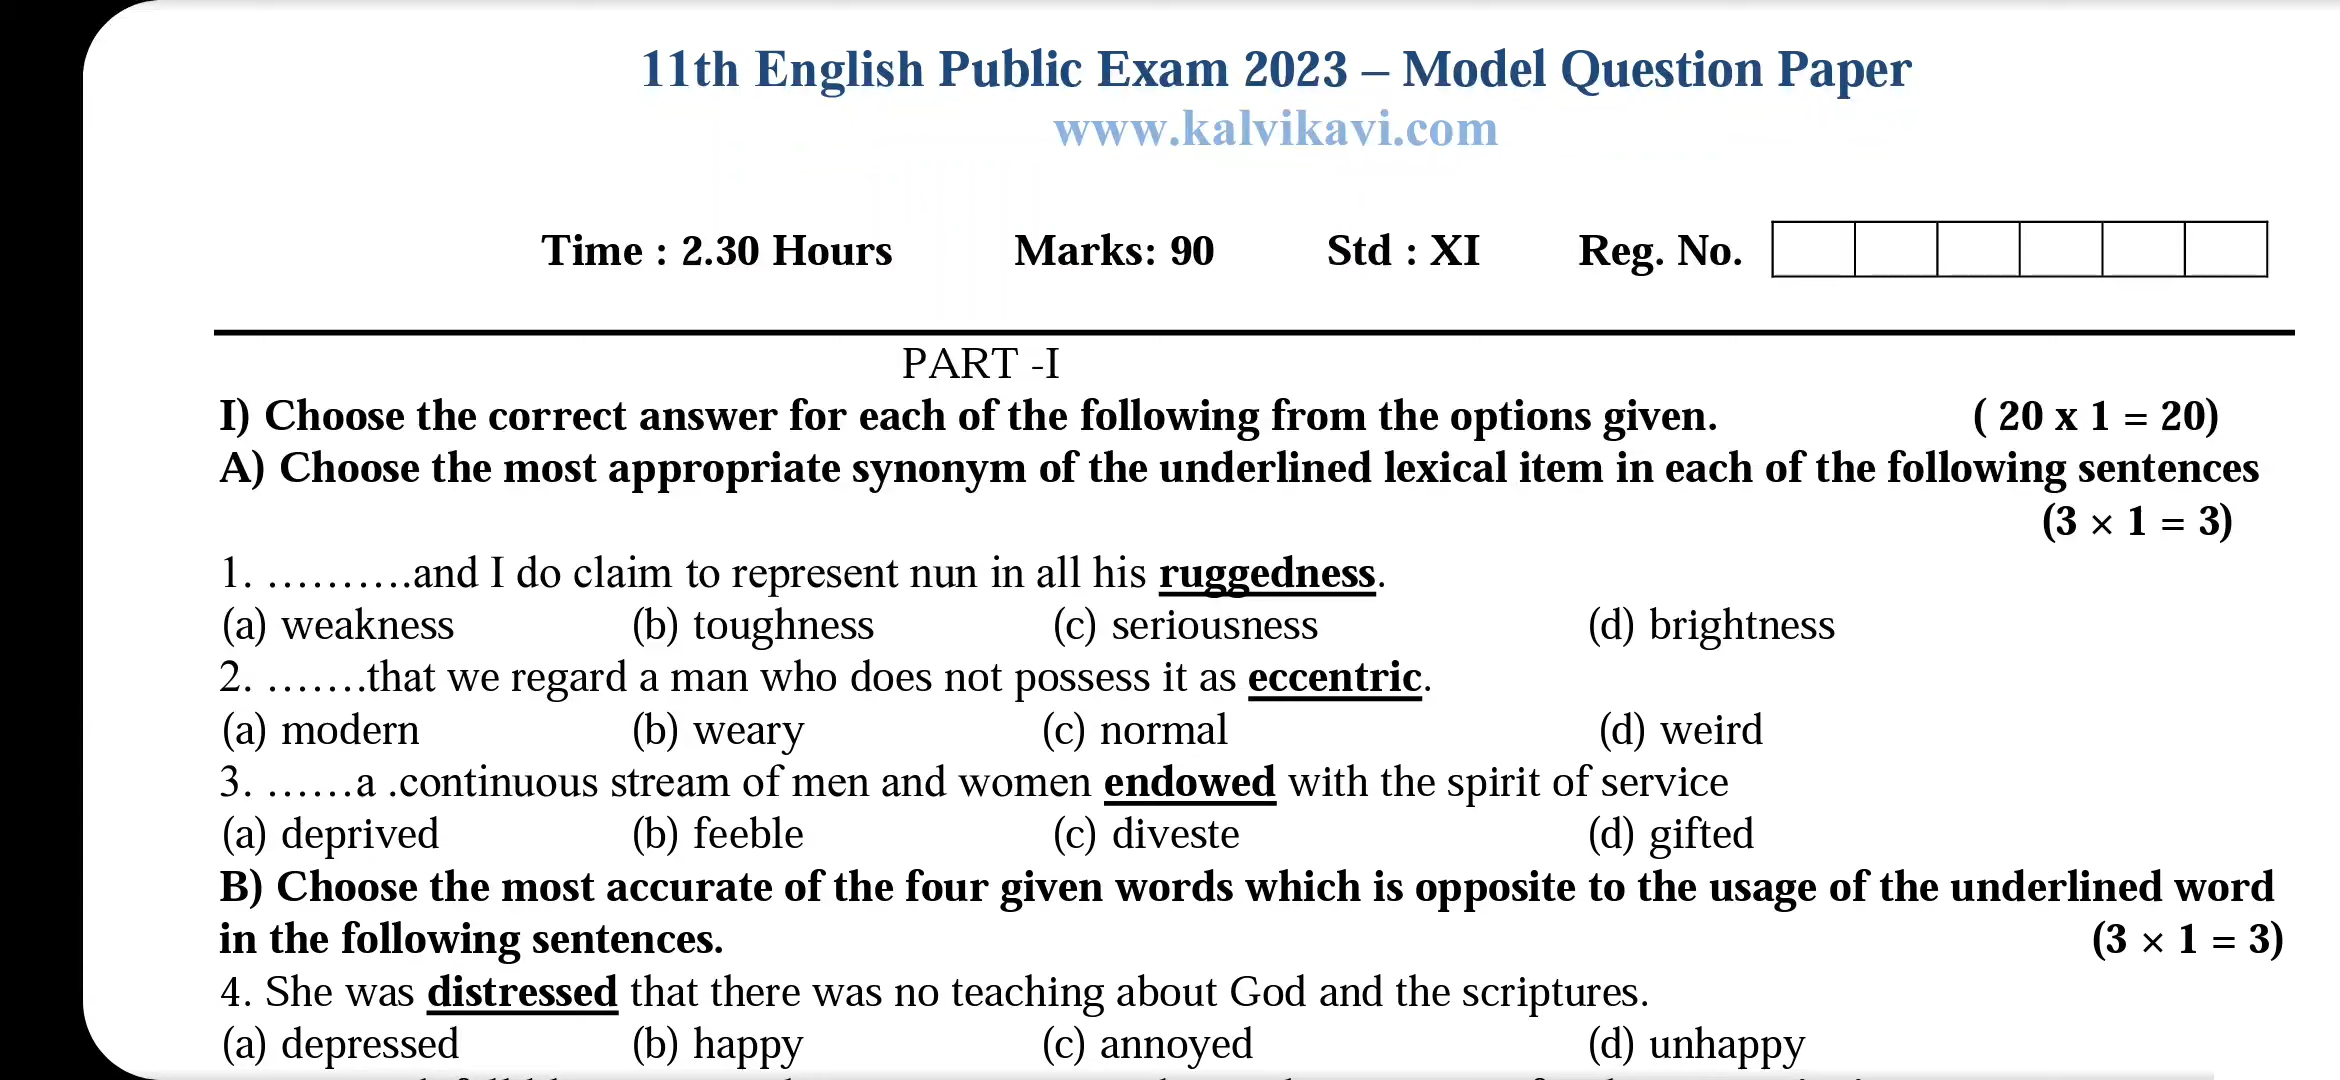 11th English Public Exam 2023 – Model Question Paper
www.kalvikavi.com
Time : 2.30 Hours Marks: 90 Std : XI Reg. No.
PART -I
I) Choose the correct answer for each of the following from the options given. ( 20 x 1 = 20)
A) Choose the most appropriate synonym of the underlined lexical item in each of the following sentences
(3 × 1 = 3)
1. ……….and I do claim to represent nun in all his ruggedness.
(a) weakness (b) toughness (c) seriousness (d) brightness
2. …….that we regard a man who does not possess it as eccentric.
(a) modern (b) weary (c) normal (d) weird
3. ……a .continuous stream of men and women endowed with the spirit of service
(a) deprived (b) feeble (c) diveste (d) gifted
B) Choose the most accurate of the four given words which is opposite to the usage of the underlined word
in the following sentences. (3 × 1 = 3)
4. She was distressed that there was no teaching about God and the scriptures.
(a) depressed (b) happy (c) annoyed (d) unhappy